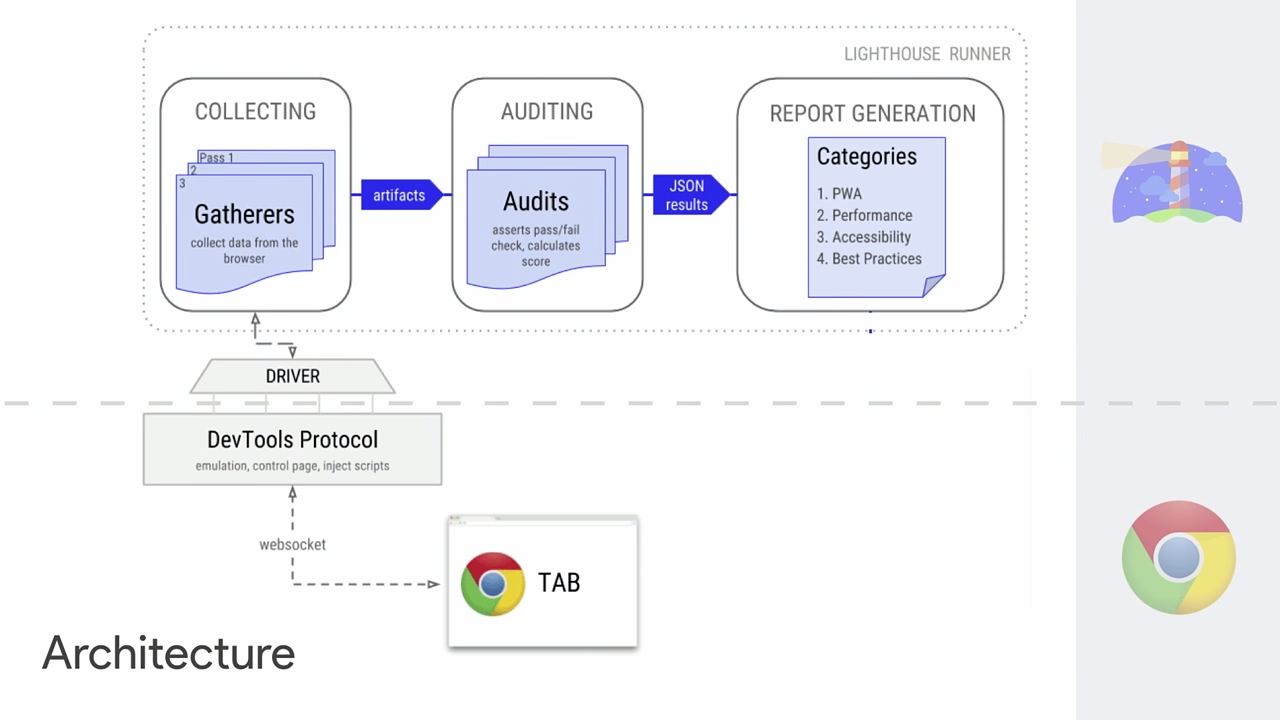 LIGHTHOUSE RUNNER
COLLECTING
Pass 1
2
3
Gatherers
collect data from the
browser
artifacts
AUDITING
Audits
asserts pass/fail
check, calculates
score
JSON
results
REPORT GENERATION
Categories
1. PWA
2. Performance
3. Accessibility
4. Best Practices
DRIVER
DevTools Protocol
emulation, control page, inject scripts
websocket
TAB
Architecture